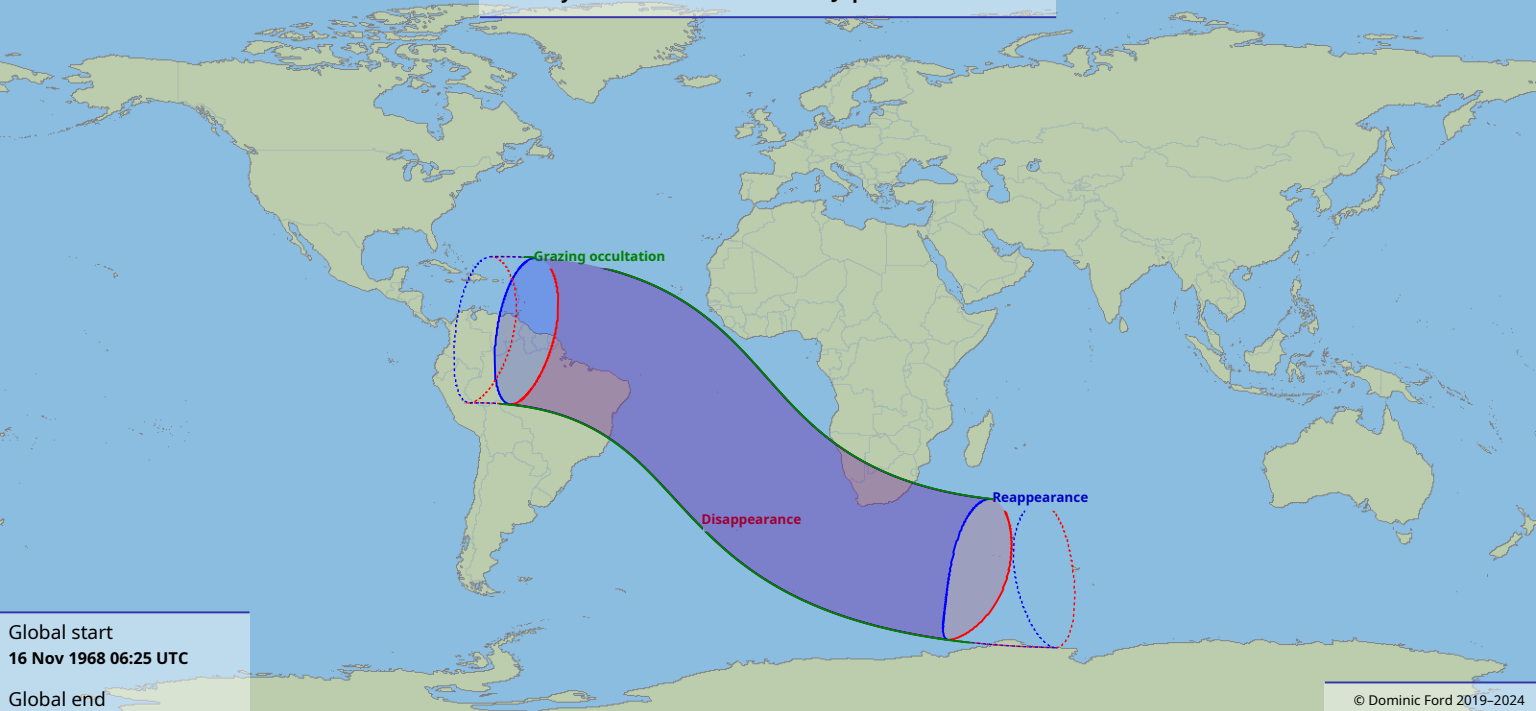 Grazing occultation
Reappearance
Disappearance
Global start
16 Nov 1968 06:25 UTC
Global end
© Dominic Ford 2019–2024